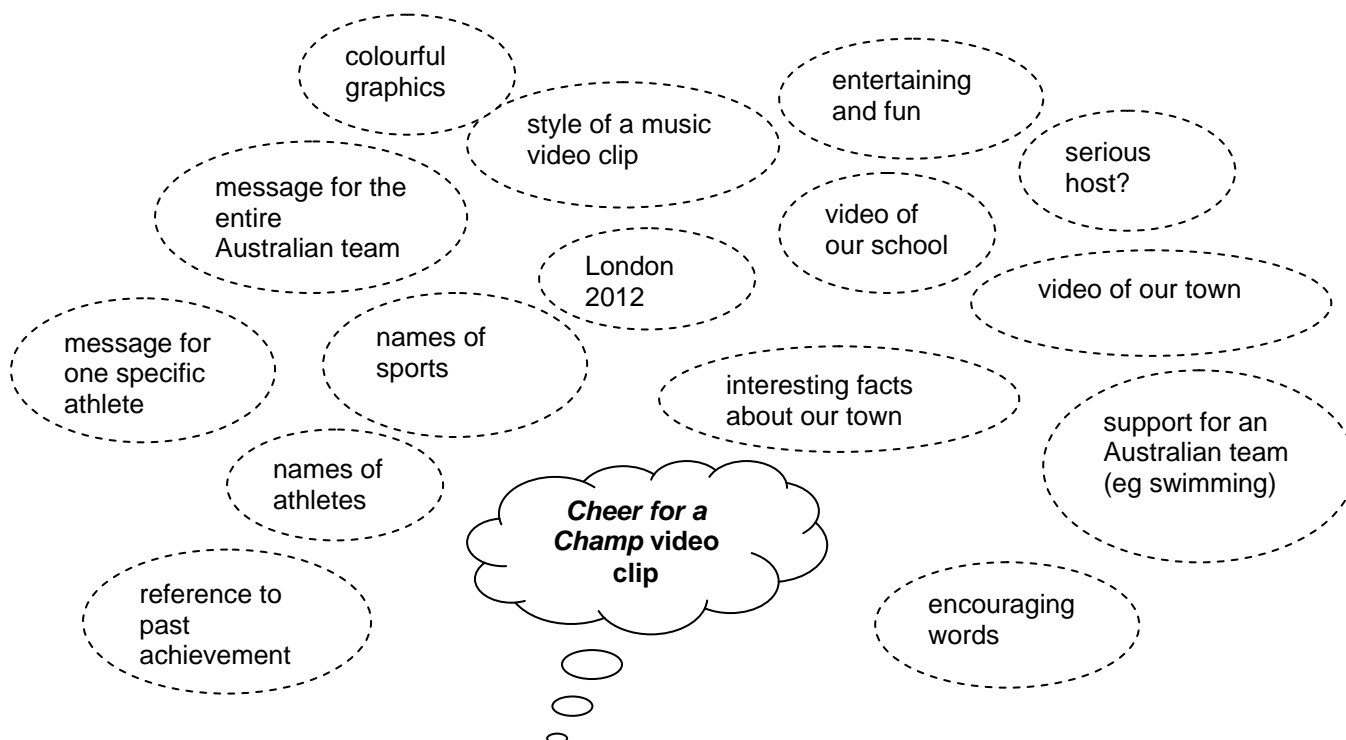 colourful
graphics
style of a music
video clip
entertaining
and fun
serious
host?
message for the
entire
Australian team
video of
our school
London
2012
video of our town
message for
one specific
athlete
names of
sports
interesting facts
about our town
support for an
Australian team
(eg swimming)
names of
athletes
Cheer for a
Champ video
clip
reference to
past
achievement
encouraging
words